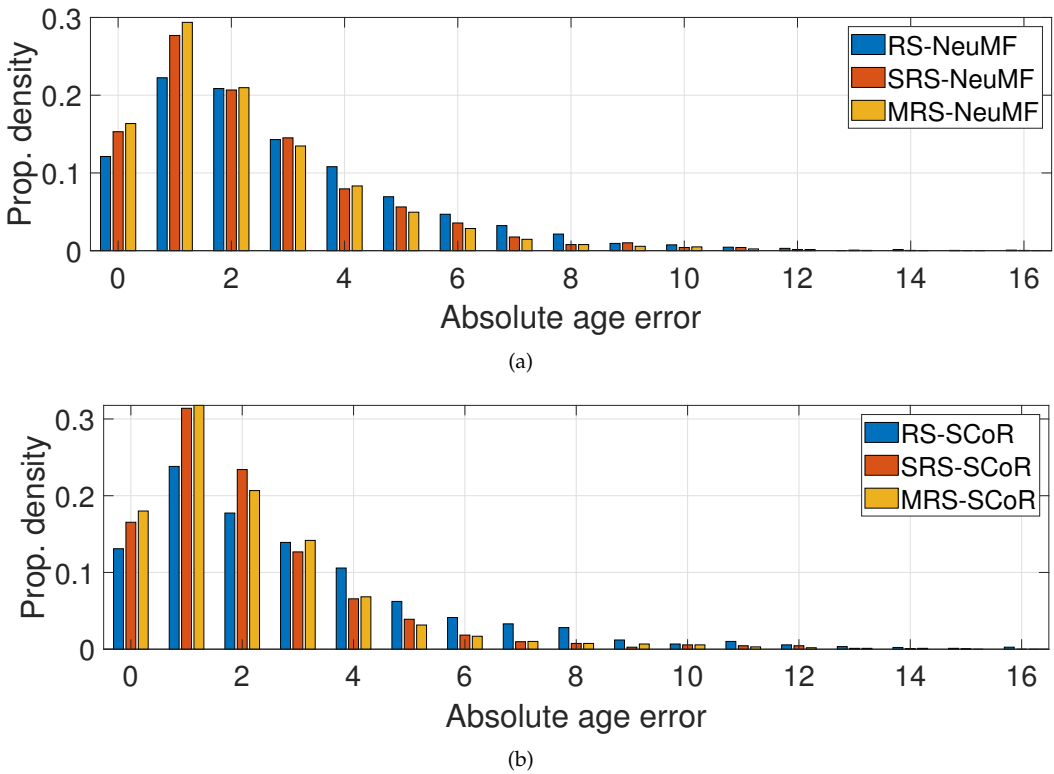 0.3
0.2
0.1
0
Prop. density
RS-NeuMF
SRS-NeuMF
MRS-NeuMF
0 2 4 6 8 10 12 14 16
Absolute age error
(a)
0.3
0.2
0.1
0
Prop. density
RS-SCoR
SRS-SCoR
MRS-SCoR
0 2 4 6 8 10 12 14 16
Absolute age error
(b)